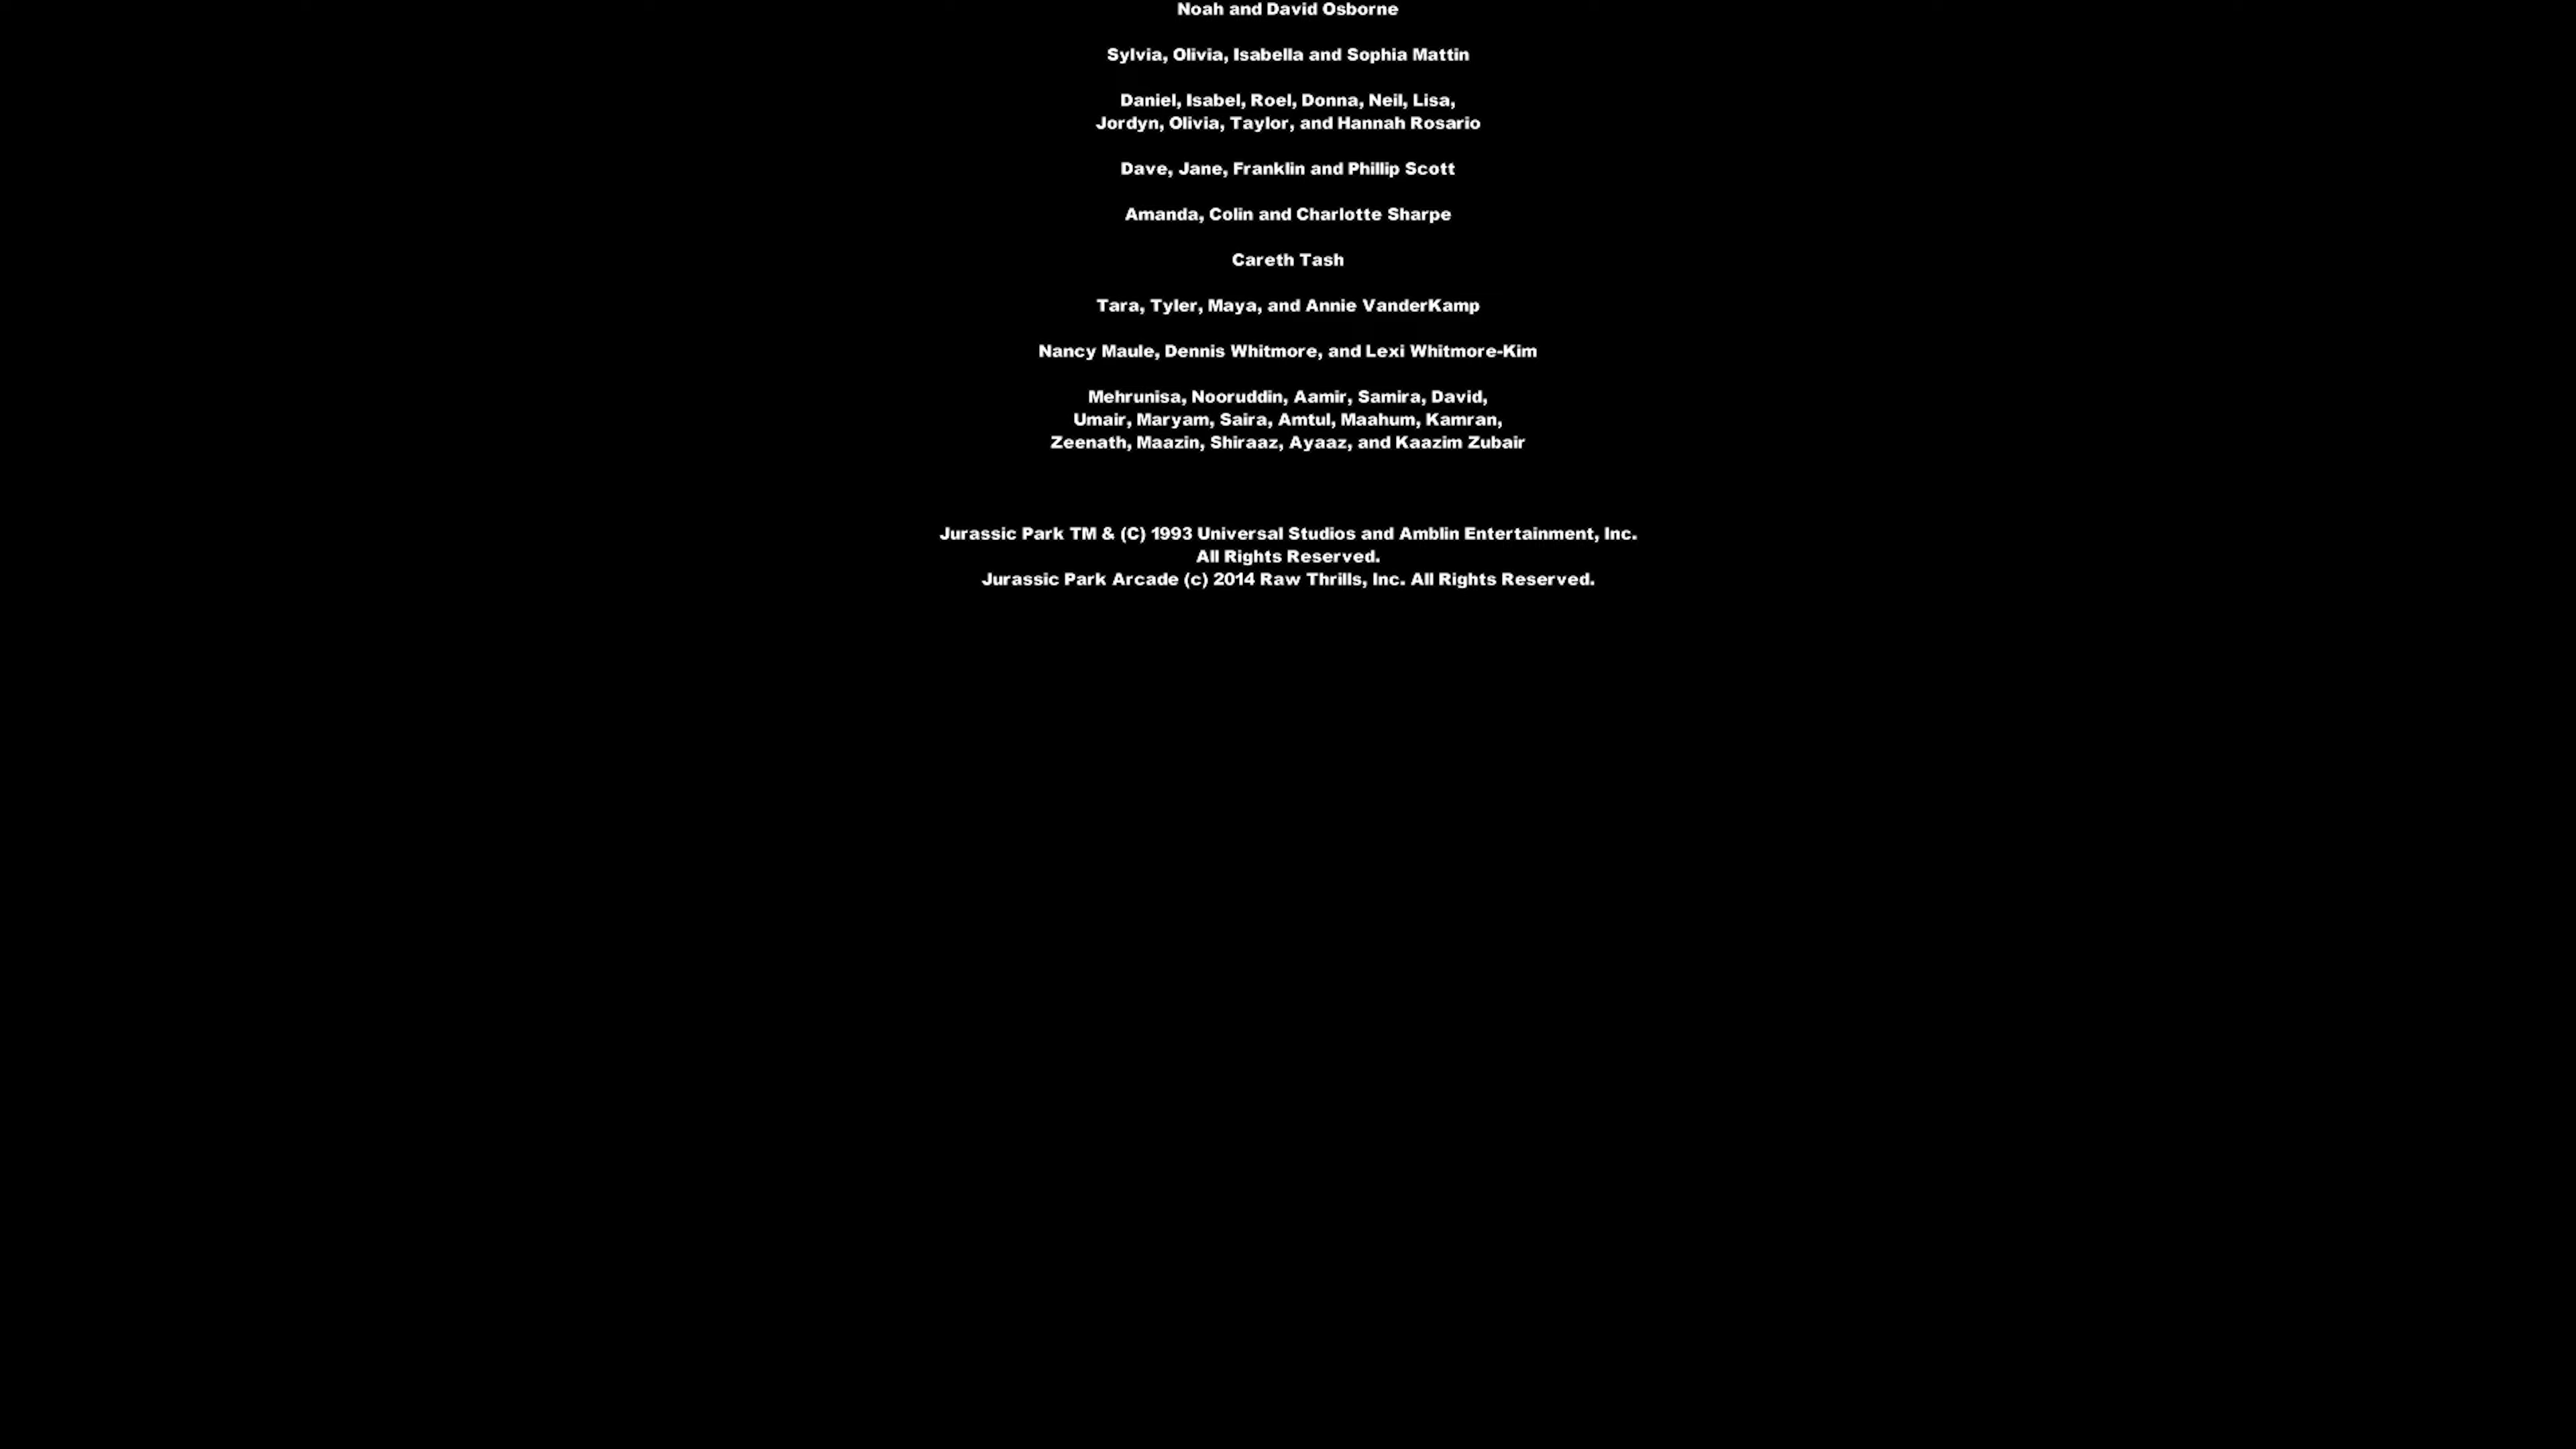 Noah and David Osborne
Sylvia, Olivia, Isabella and Sophia Mattin
Daniel, Isabel, Roel, Donna, Neil, Lisa,
Jordyn, Olivia, Taylor, and Hannah Rosario
Dave, Jane, Franklin and Phillip Scott
Amanda, Colin and Charlotte Sharpe
Careth Tash
Tara, Tyler, Maya, and Annie VanderKamp
Nancy Maule, Dennis Whitmore, and Lexi Whitmore-Kim
Mehrunisa, Nooruddin, Aamir, Samira, David,
Umair, Maryam, Saira, Amtul, Maahum, Kamran,
Zeenath, Maazin, Shiraaz, Ayaaz, and Kaazim Zubair
Jurassic Park TM & (C) 1993 Universal Studios and Amblin Entertainment, Inc.
All Rights Reserved.
Jurassic Park Arcade (c) 2014 Raw Thrills, Inc. All Rights Reserved.